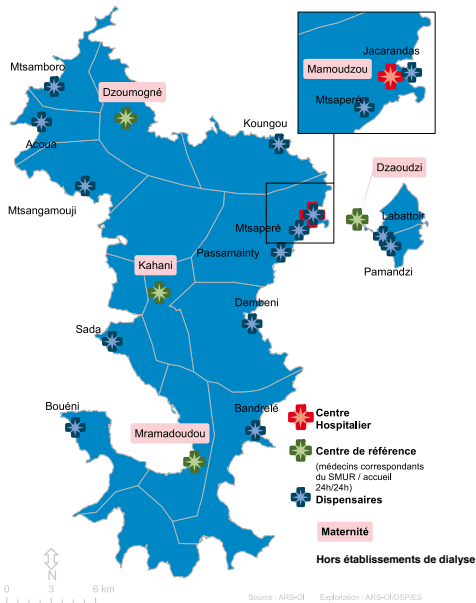 Jacarandas
Mamoudzou
Mtsaperé
Mtsamboro
Dzoumogné
Acoua
Koungou
Dzaoudzi
Mtsangamouji
Labattoir
Mtsaperé
Passamainty
Pamandzi
Kahani
Dembeni
Sada
Bouéni
Bandrelé
Mramadoudou
Centre
Hospitalier
Centre de référence
(médecins correspondants
du SMUR / accueil
24h/24h)
Dispensaires
Maternité
Hors établissements de dialyse
N
0 3 6 km
Source : ARS-OI Exploitation : ARS-OI/DSP/ES